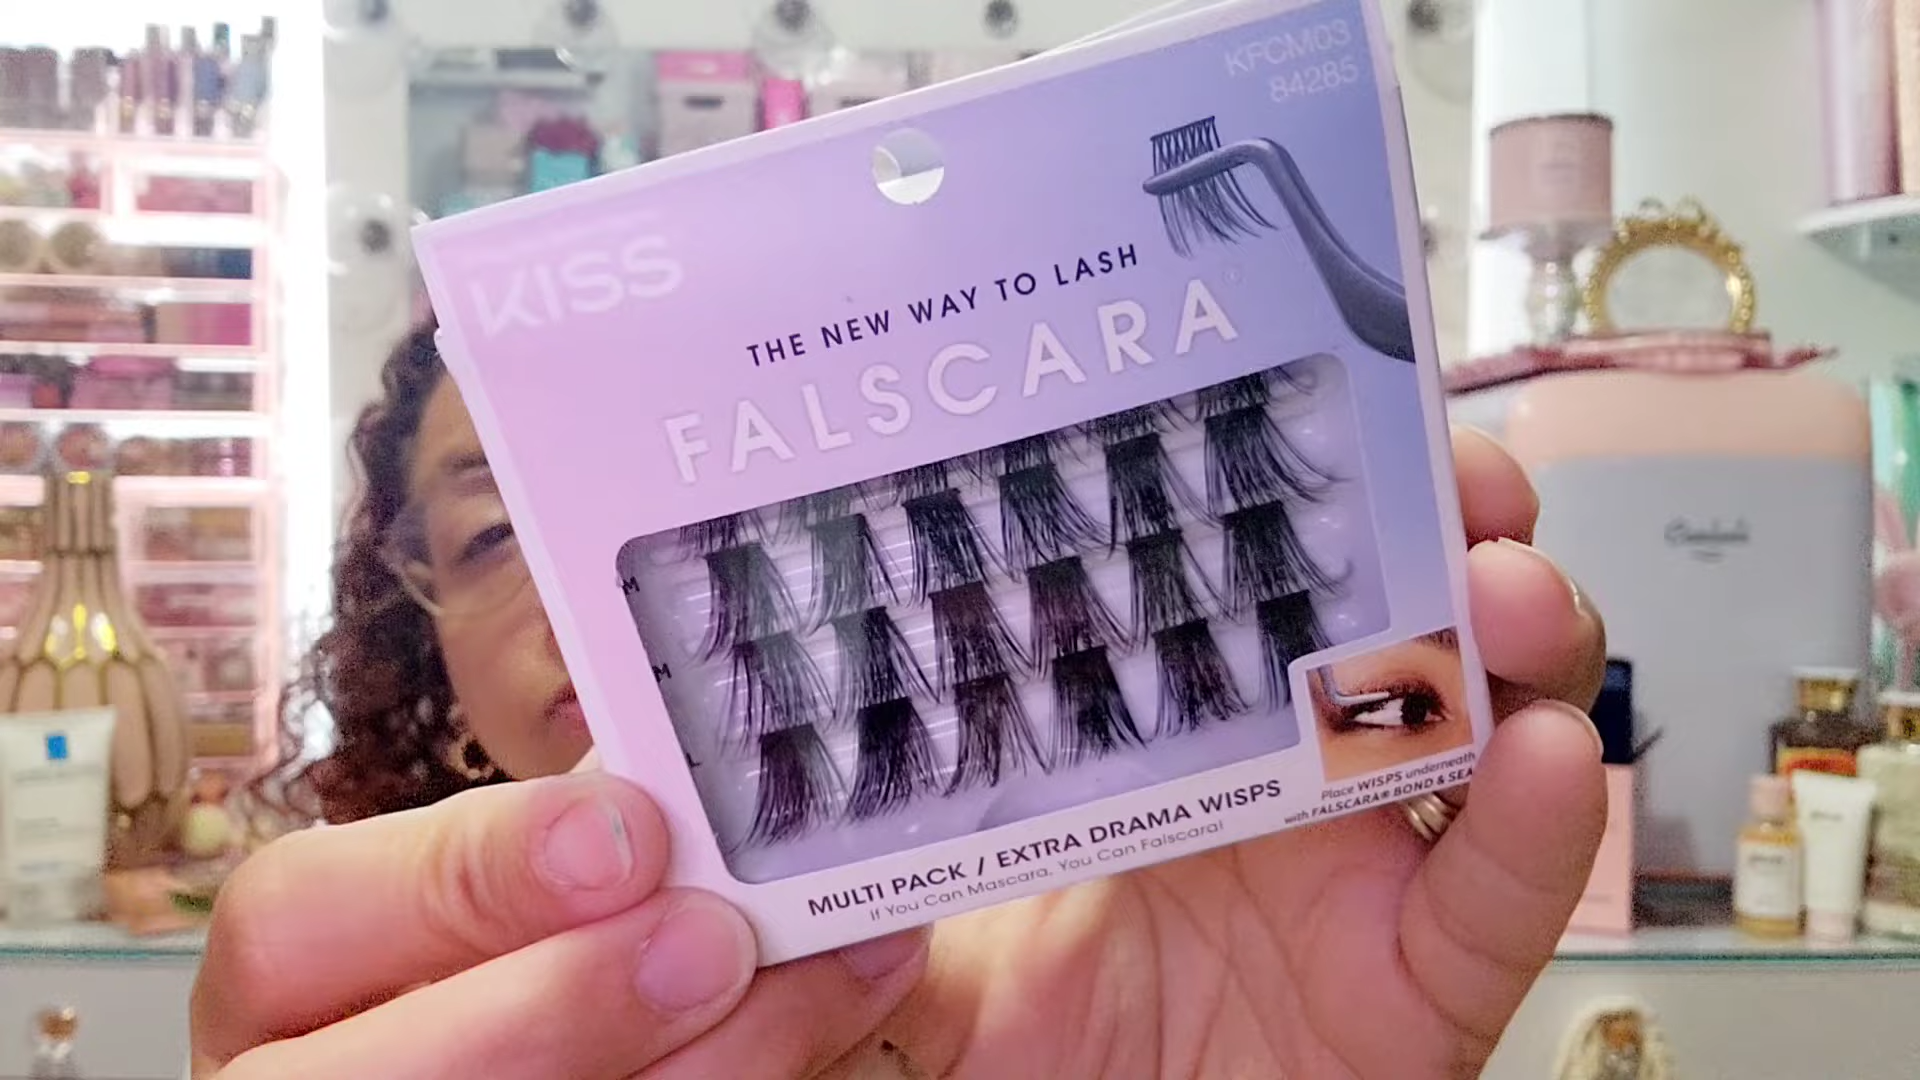 KFCM03
84285
KISS
THE NEW WAY TO LASH
FALSCARA®
M
M
L
Place WISPS underneath
with FALSCARA® BOND & SEA
MULTI PACK / EXTRA DRAMA WISPS
If You Can Mascara, You Can Falscara!